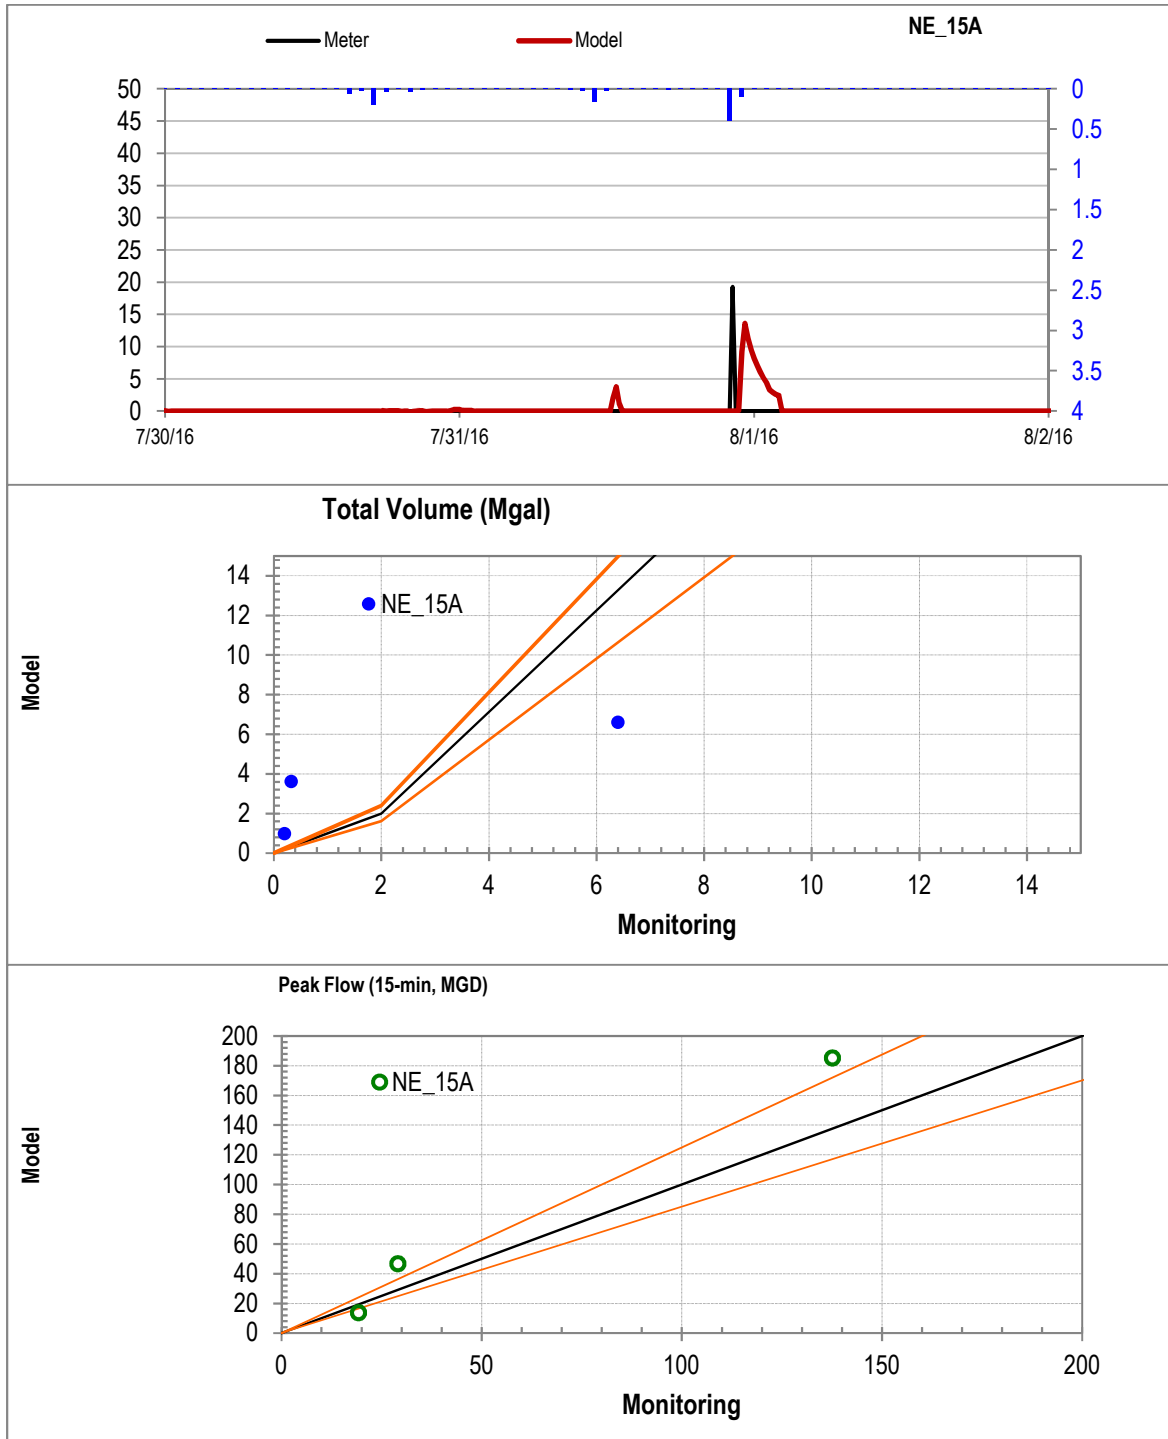 NE_15A
Meter Model
50 0
45 0.5
40 1
35 1.5
30
25 2
20 2.5
15 3
10
5 3.5
0 4
7/30/16 7/31/16 8/1/16 8/2/16
Total Volume (Mgal)
14
12
10
8
6
4
2
0
NE_15A
Model
0 2 4 6 8 10 12 14
Monitoring
Peak Flow (15-min, MGD)
200
180
160
140
120
100
80
60
40
20
0
NE_15A
Model
0 50 100 150 200
Monitoring